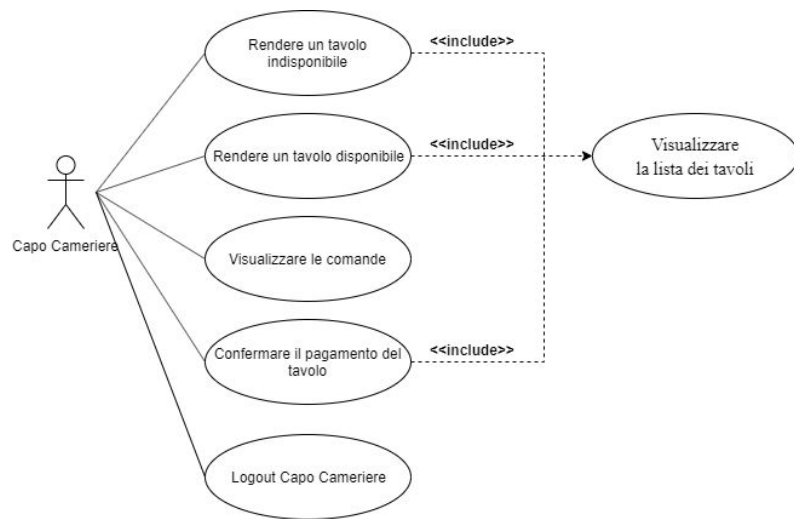 Rendere un tavolo
indisponibile
<<include>>
Rendere un tavolo disponibile
<<include>>
Visualizzare
la lista dei tavoli
Capo Cameriere
Visualizzare le comande
Confermare il pagamento del
tavolo
<<include>>
Logout Capo Cameriere